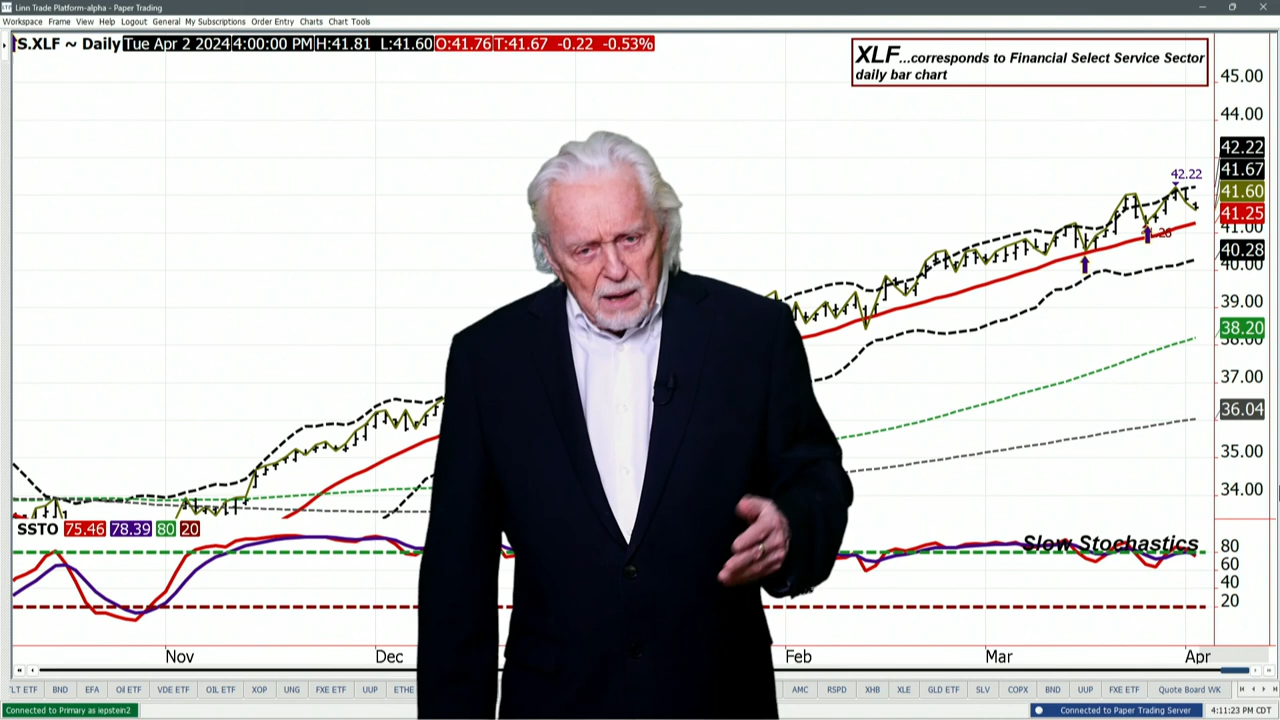 Linn Trade Platform-alpha - Paper Trading
Workspace Frame View Help Logout General My Subscriptions Order Entry Charts Chart Tools
S.XLF ~ Daily Tue Apr 2 2024 4:00:00 PM H:41.81 L:41.60 O:41.76 T:41.67 -0.22 -0.53%
XLF...corresponds to Financial Select Service Sector
daily bar chart
45.00
44.00
42.22
41.67
42.22
41.60
41.25
41.00
40.28
40.00
39.00
38.20
38.00
37.00
36.04
35.00
34.00
SSTO 75.46 78.39 80 20
Slow Stochastics
80
60
40
20
Nov Dec Feb Mar Apr
LT ETF BND EFA Oil ETF VDE ETF OIL ETF XOP UNG FXE ETF UUP ETHE AMC RSPD XHB XLE GLD ETF SLV COPX BND UUP FXE ETF Quote Board WK
Connected to Primary as iepstein2 Connected to Paper Trading Server 4:11:23 PM CDT